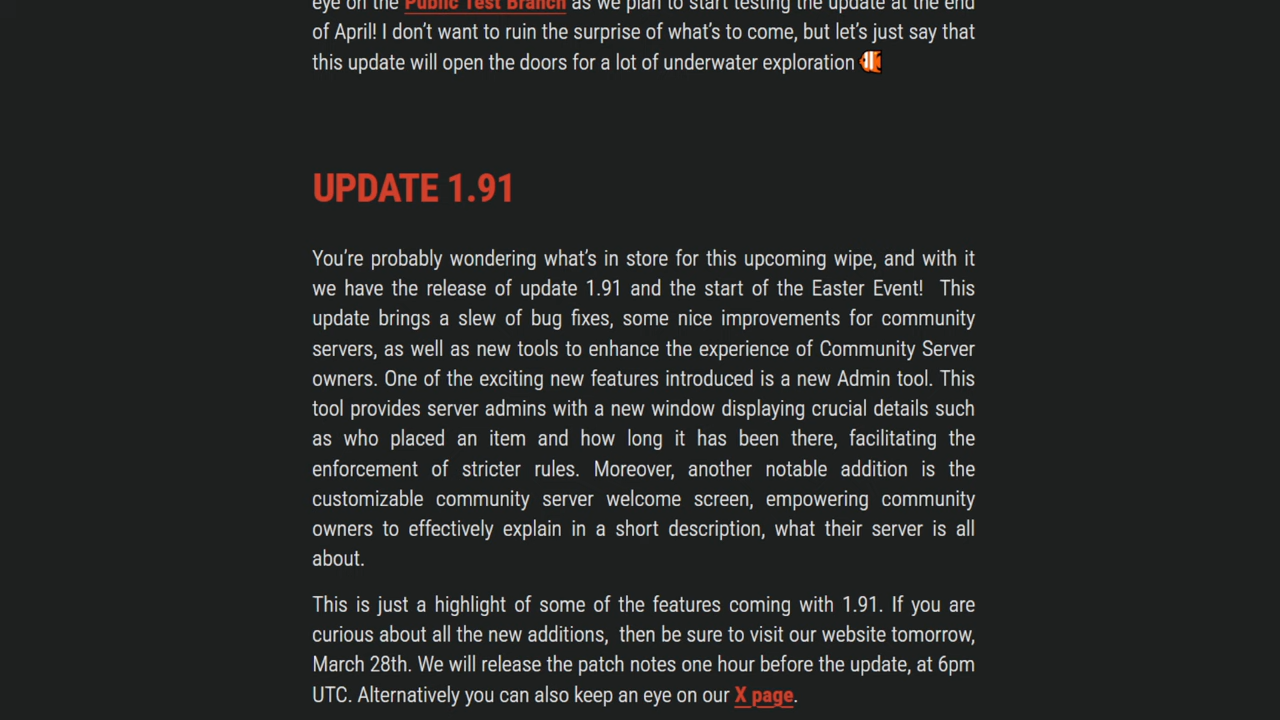 eye on the Public Test Branch as we plan to start testing the update at the end
of April! I don’t want to ruin the surprise of what’s to come, but let’s just say that
this update will open the doors for a lot of underwater exploration 🐠
UPDATE 1.91
You’re probably wondering what’s in store for this upcoming wipe, and with it
we have the release of update 1.91 and the start of the Easter Event!  This
update brings a slew of bug fixes, some nice improvements for community
servers, as well as new tools to enhance the experience of Community Server
owners. One of the exciting new features introduced is a new Admin tool. This
tool provides server admins with a new window displaying crucial details such
as who placed an item and how long it has been there, facilitating the
enforcement of stricter rules. Moreover, another notable addition is the
customizable community server welcome screen, empowering community
owners to effectively explain in a short description, what their server is all
about.
This is just a highlight of some of the features coming with 1.91. If you are
curious about all the new additions,  then be sure to visit our website tomorrow,
March 28th. We will release the patch notes one hour before the update, at 6pm
UTC. Alternatively you can also keep an eye on our X page.